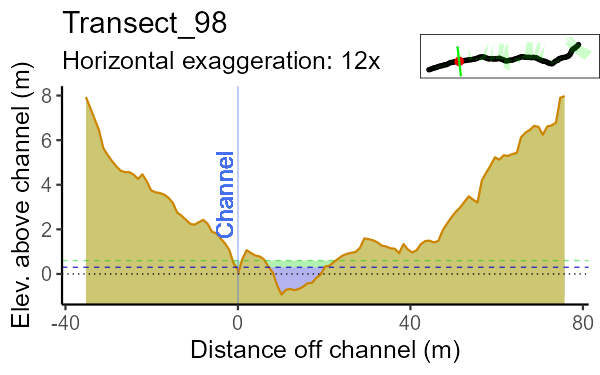 Transect_98
Horizontal exaggeration: 12x
Elev. above channel (m)
8
6
4
2
0
Channel
-40
0
40
80
Distance off channel (m)